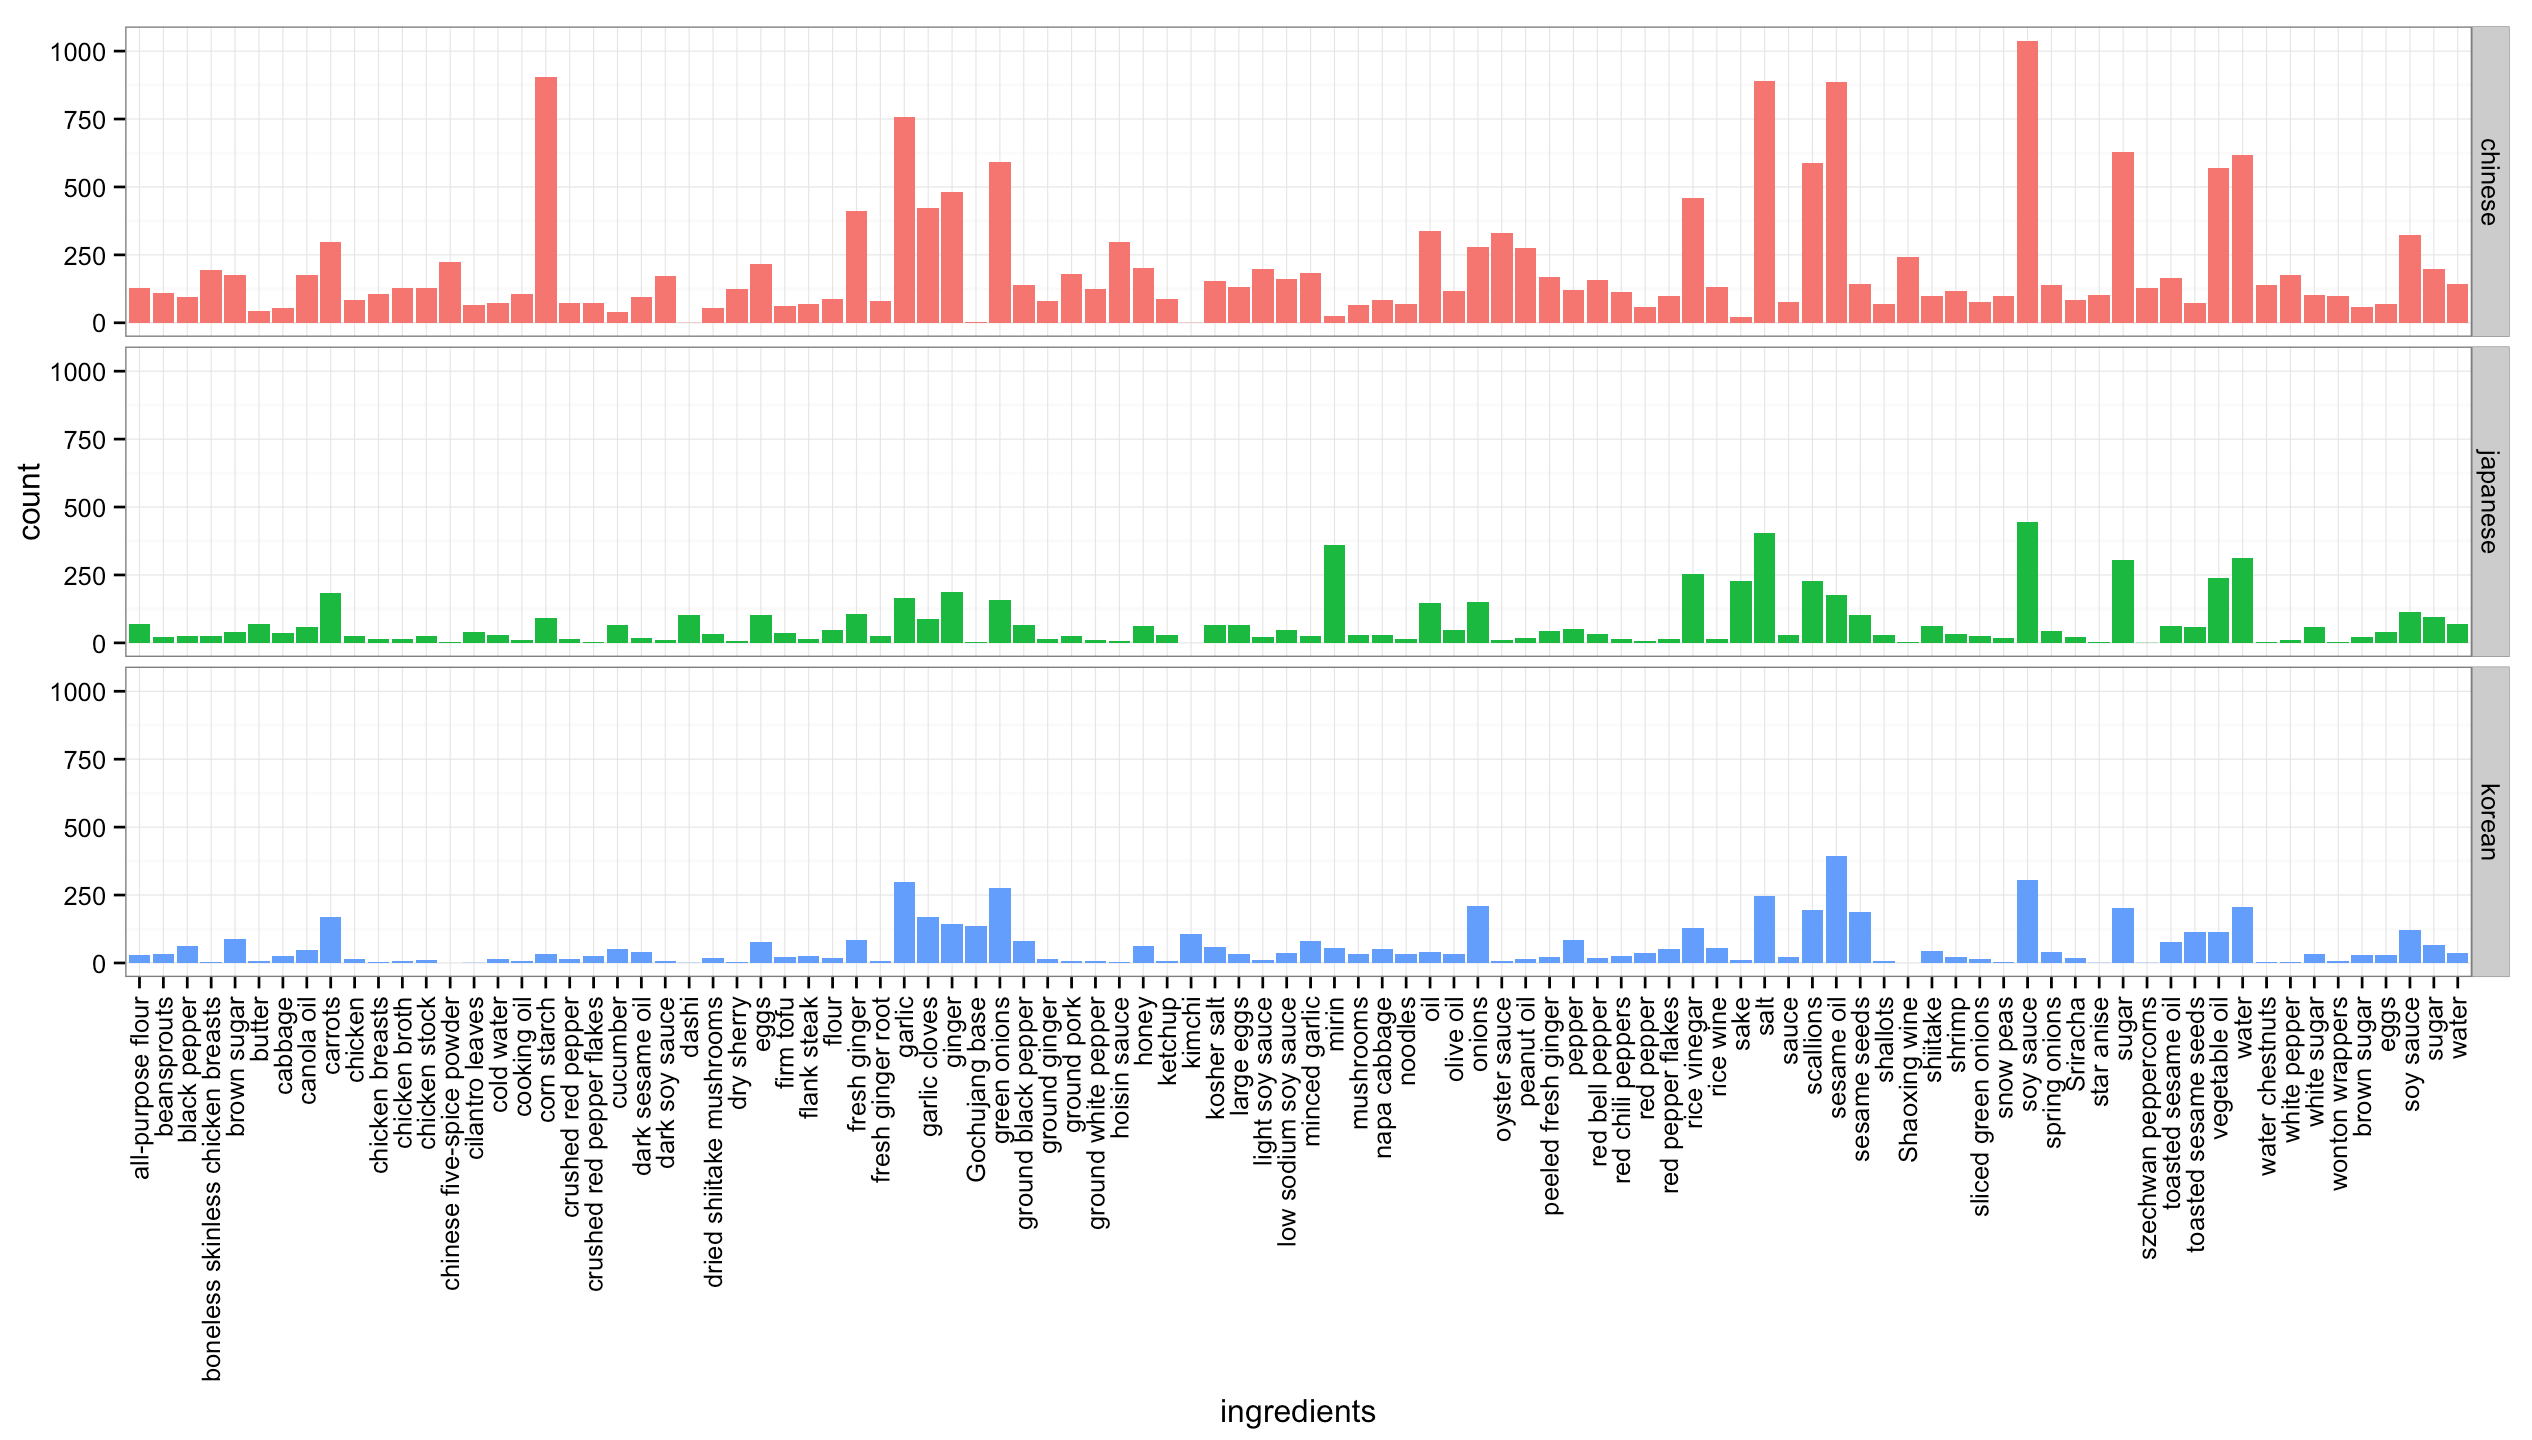 1000
750
500
250
0
chinese
1000
750
500
250
0
japanese
1000
750
500
250
0
korean
count
all-purpose flour
beansprouts
black pepper
boneless skinless chicken breasts
brown sugar
butter
cabbage
canola oil
carrots
chicken
chicken breasts
chicken broth
chicken stock
chinese five-spice powder
cilantro leaves
cold water
cooking oil
corn starch
crushed red pepper
crushed red pepper flakes
cucumber
dark sesame oil
dark soy sauce
dashi
dried shiitake mushrooms
dry sherry
eggs
firm tofu
flank steak
flour
fresh ginger
fresh ginger root
garlic
garlic cloves
ginger
Gochujang base
green onions
ground black pepper
ground ginger
ground pork
ground white pepper
hoisin sauce
honey
ketchup
kimchi
kosher salt
large eggs
light soy sauce
low sodium soy sauce
minced garlic
mirin
mushrooms
napa cabbage
noodles
oil
olive oil
onions
oyster sauce
peanut oil
peeled fresh ginger
pepper
red bell pepper
red chili peppers
red pepper
red pepper flakes
rice vinegar
rice wine
sake
salt
sauce
scallions
sesame oil
sesame seeds
shallots
Shaoxing wine
shiitake
shrimp
sliced green onions
snow peas
soy sauce
spring onions
Sriracha
star anise
sugar
szechwan peppercorns
toasted sesame oil
toasted sesame seeds
vegetable oil
water
water chestnuts
white pepper
white sugar
wonton wrappers
brown sugar
eggs
soy sauce
sugar
water
ingredients